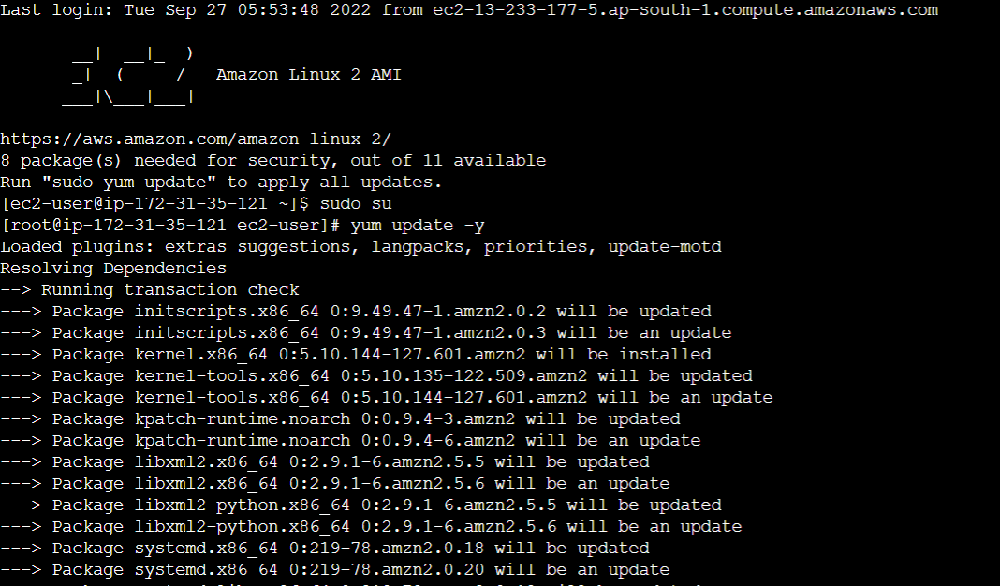 Last login: Tue Sep 27 05:53:48 2022 from ec2-13-233-177-5.ap-south-1.compute.amazonaws.com
       __|  __|_  )
       _|  (     /   Amazon Linux 2 AMI
      ___|\___|___|
https://aws.amazon.com/amazon-linux-2/
8 package(s) needed for security, out of 11 available
Run "sudo yum update" to apply all updates.
[ec2-user@ip-172-31-35-121 ~]$ sudo su
[root@ip-172-31-35-121 ec2-user]# yum update -y
Loaded plugins: extras_suggestions, langpacks, priorities, update-motd
Resolving Dependencies
--> Running transaction check
---> Package initscripts.x86_64 0:9.49.47-1.amzn2.0.2 will be updated
---> Package initscripts.x86_64 0:9.49.47-1.amzn2.0.3 will be an update
---> Package kernel.x86_64 0:5.10.144-127.601.amzn2 will be installed
---> Package kernel-tools.x86_64 0:5.10.135-122.509.amzn2 will be updated
---> Package kernel-tools.x86_64 0:5.10.144-127.601.amzn2 will be an update
---> Package kpatch-runtime.noarch 0:0.9.4-3.amzn2 will be updated
---> Package kpatch-runtime.noarch 0:0.9.4-6.amzn2 will be an update
---> Package libxml2.x86_64 0:2.9.1-6.amzn2.5.5 will be updated
---> Package libxml2.x86_64 0:2.9.1-6.amzn2.5.6 will be an update
---> Package libxml2-python.x86_64 0:2.9.1-6.amzn2.5.5 will be updated
---> Package libxml2-python.x86_64 0:2.9.1-6.amzn2.5.6 will be an update
---> Package systemd.x86_64 0:219-78.amzn2.0.18 will be updated
---> Package systemd.x86_64 0:219-78.amzn2.0.20 will be an update